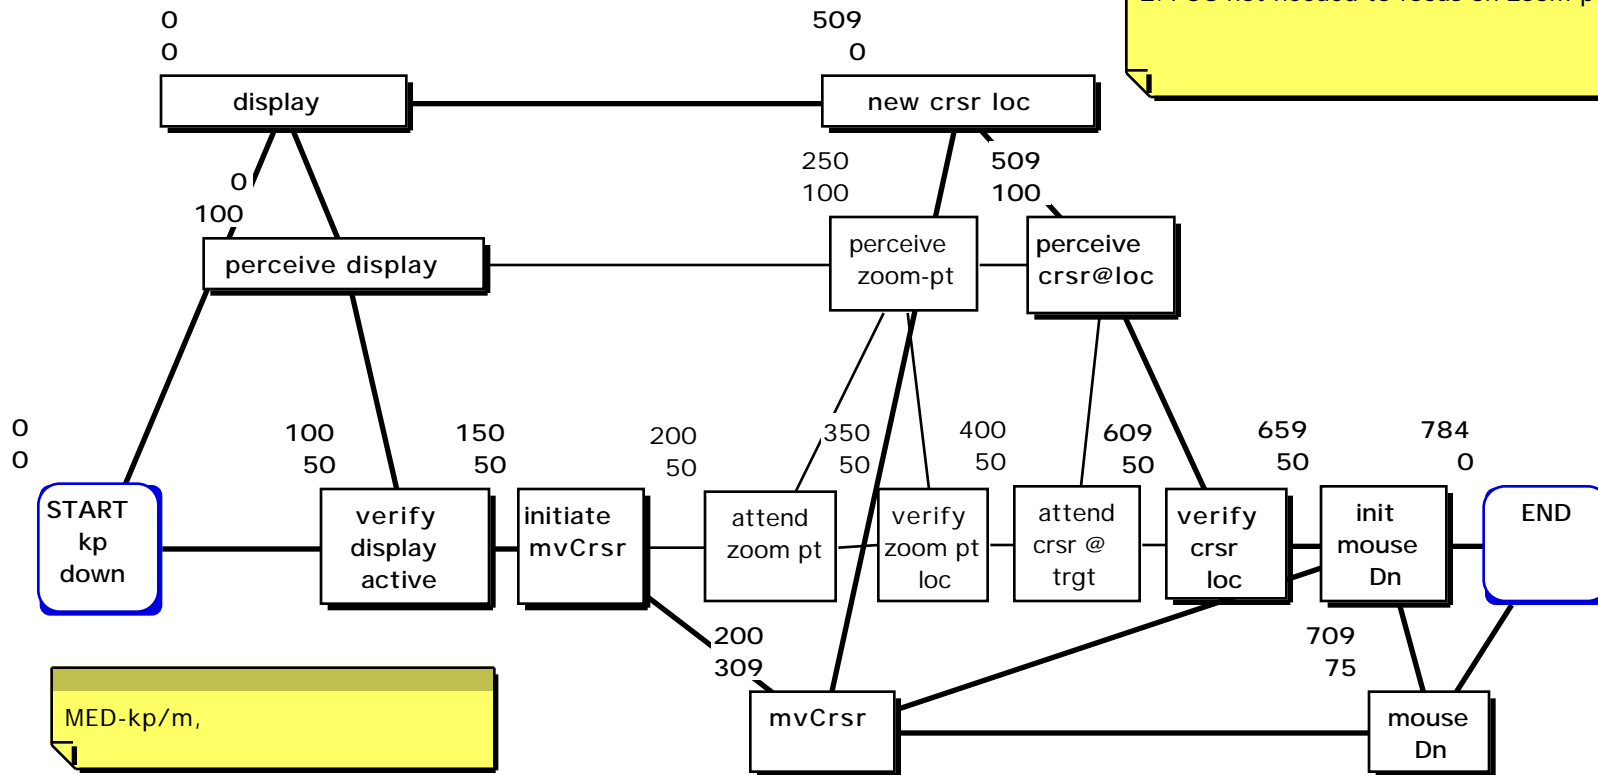 0
0
509
0
display
new crsr loc
0
100
250
100
509
100
perceive display
perceive
zoom-pt
perceive
crsr@loc
0
0
100
50
150
50
200
50
350
50
400
50
609
50
659
50
784
0
START
kp
down
verify
display
active
initiate
mvCrsr
attend
zoom pt
verify
zoom pt
loc
attend
crsr @
trgt
verify
crsr
loc
init
mouse
Dn
END
200
309
709
75
MED-kp/m,
mvCrsr
mouse
Dn